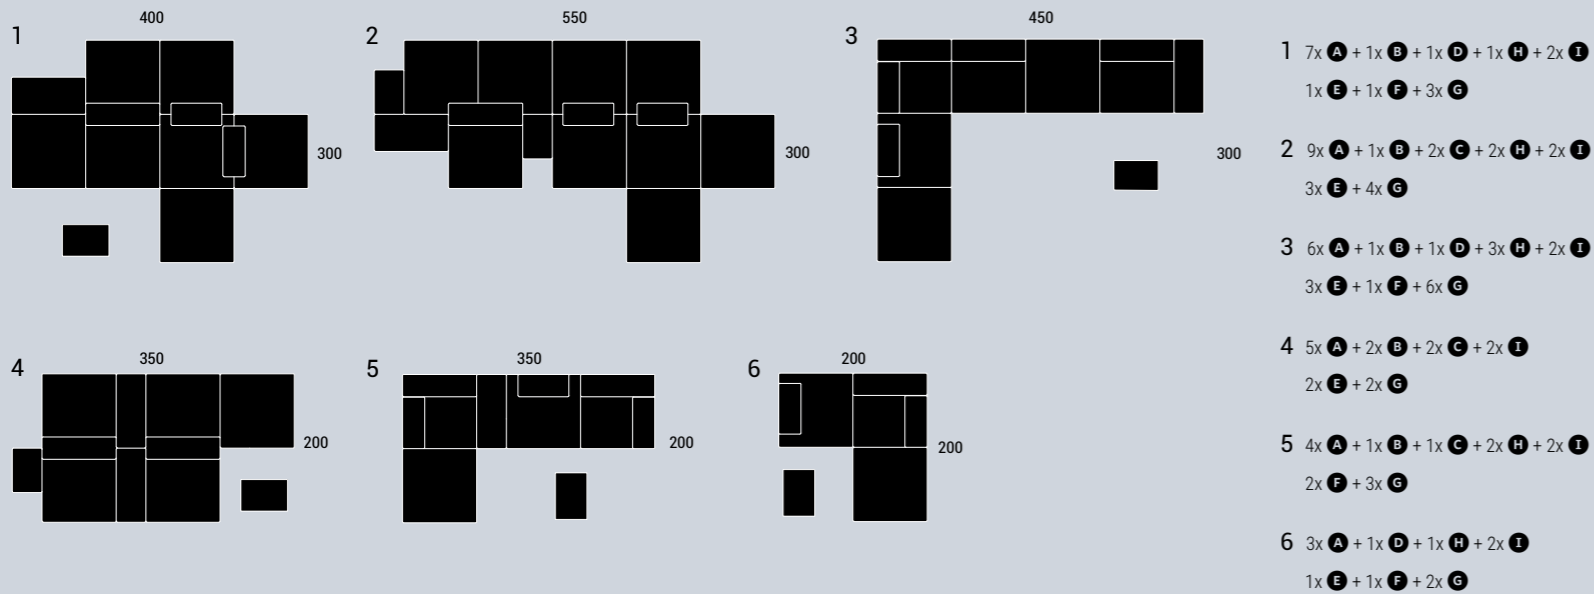 400
1
300
550
2
300
450
3
300
350
4
200
350
5
200
200
6
200
1 7x A + 1x B + 1x D + 1x H + 2x I
1x E + 1x F + 3x G
2 9x A + 1x B + 2x C + 2x H + 2x I
3x E + 4x G
3 6x A + 1x B + 1x D + 3x H + 2x I
3x E + 1x F + 6x G
4 5x A + 2x B + 2x C + 2x I
2x E + 2x G
5 4x A + 1x B + 1x C + 2x H + 2x I
2x F + 3x G
6 3x A + 1x D + 1x H + 2x I
1x E + 1x F + 2x G